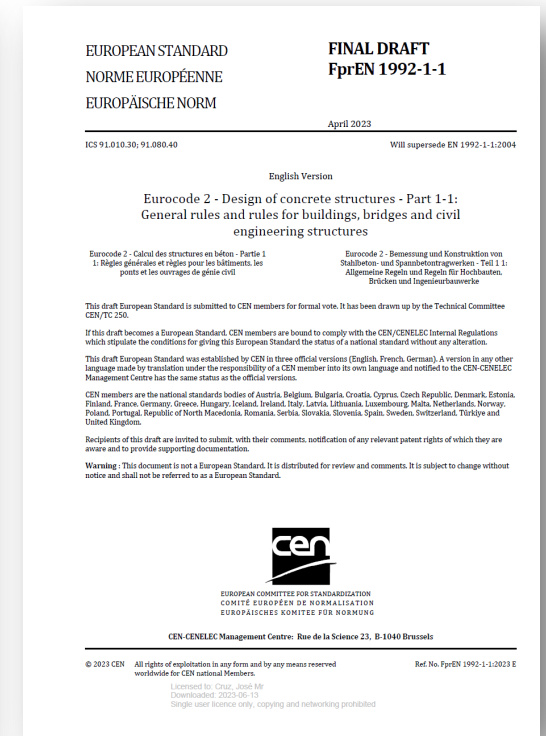 EUROPEAN STANDARD
NORME EUROPÉENNE
EUROPÄISCHE NORM
FINAL DRAFT
FprEN 1992-1-1
April 2023
ICS 91.010.30; 91.080.40
Will supersede EN 1992-1-1:2004
English Version
Eurocode 2 - Design of concrete structures - Part 1-1:
General rules and rules for buildings, bridges and civil
engineering structures
Eurocode 2 - Calcul des structures en béton - Partie 1
1: Règles générales et règles pour les bâtiments, les
ponts et les ouvrages de génie civil
Eurocode 2 - Bemessung und Konstruktion von
Stahlbeton- und Spannbetontragwerken - Teil 1 1:
Allgemeine Regeln und Regeln für Hochbauten,
Brücken und Ingenieurbauwerke
This draft European Standard is submitted to CEN members for formal vote. It has been drawn up by the Technical Committee
CEN/TC 250.
If this draft becomes a European Standard, CEN members are bound to comply with the CEN/CENELEC Internal Regulations
which stipulate the conditions for giving this European Standard the status of a national standard without any alteration.
This draft European Standard was established by CEN in three official versions (English, French, German). A version in any other
language made by translation under the responsibility of a CEN member into its own language and notified to the CEN-CENELEC
Management Centre has the same status as the official versions.
CEN members are the national standards bodies of Austria, Belgium, Bulgaria, Croatia, Cyprus, Czech Republic, Denmark, Estonia,
Finland, France, Germany, Greece, Hungary, Iceland, Ireland, Italy, Latvia, Lithuania, Luxembourg, Malta, Netherlands, Norway,
Poland, Portugal, Republic of North Macedonia, Romania, Serbia, Slovakia, Slovenia, Spain, Sweden, Switzerland, Türkiye and
United Kingdom.
Recipients of this draft are invited to submit, with their comments, notification of any relevant patent rights of which they are
aware and to provide supporting documentation.
Warning : This document is not a European Standard. It is distributed for review and comments. It is subject to change without
notice and shall not be referred to as a European Standard.
cen
EUROPEAN COMMITTEE FOR STANDARDIZATION
COMITÉ EUROPÉEN DE NORMALISATION
EUROPÄISCHES KOMITEE FÜR NORMUNG
CEN-CENELEC Management Centre: Rue de la Science 23, B-1040 Brussels
© 2023 CEN
All rights of exploitation in any form and by any means reserved
worldwide for CEN national Members.
Ref. No. FprEN 1992-1-1:2023 E
Licensed to: Cruz, José Mr
Downloaded: 2023-06-13
Single user licence only, copying and networking prohibited